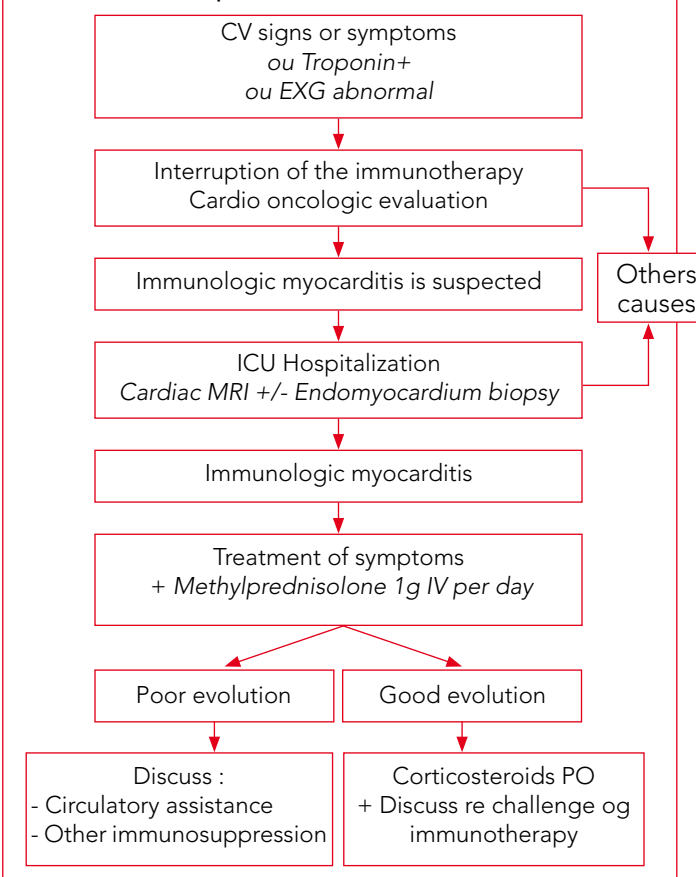 CV signs or symptoms
ou Troponin+
ou EXG abnormal
Interruption of the immunotherapy
Cardio oncologic evaluation
Immunologic myocarditis is suspected
Others
causes
ICU Hospitalization
Cardiac MRI +/- Endomyocardium biopsy
Immunologic myocarditis
Treatment of symptoms
+ Methylprednisolone 1g IV per day
Poor evolution
Good evolution
Discuss :
- Circulatory assistance
- Other immunosuppression
Corticosteroids PO
+ Discuss re challenge og
immunotherapy